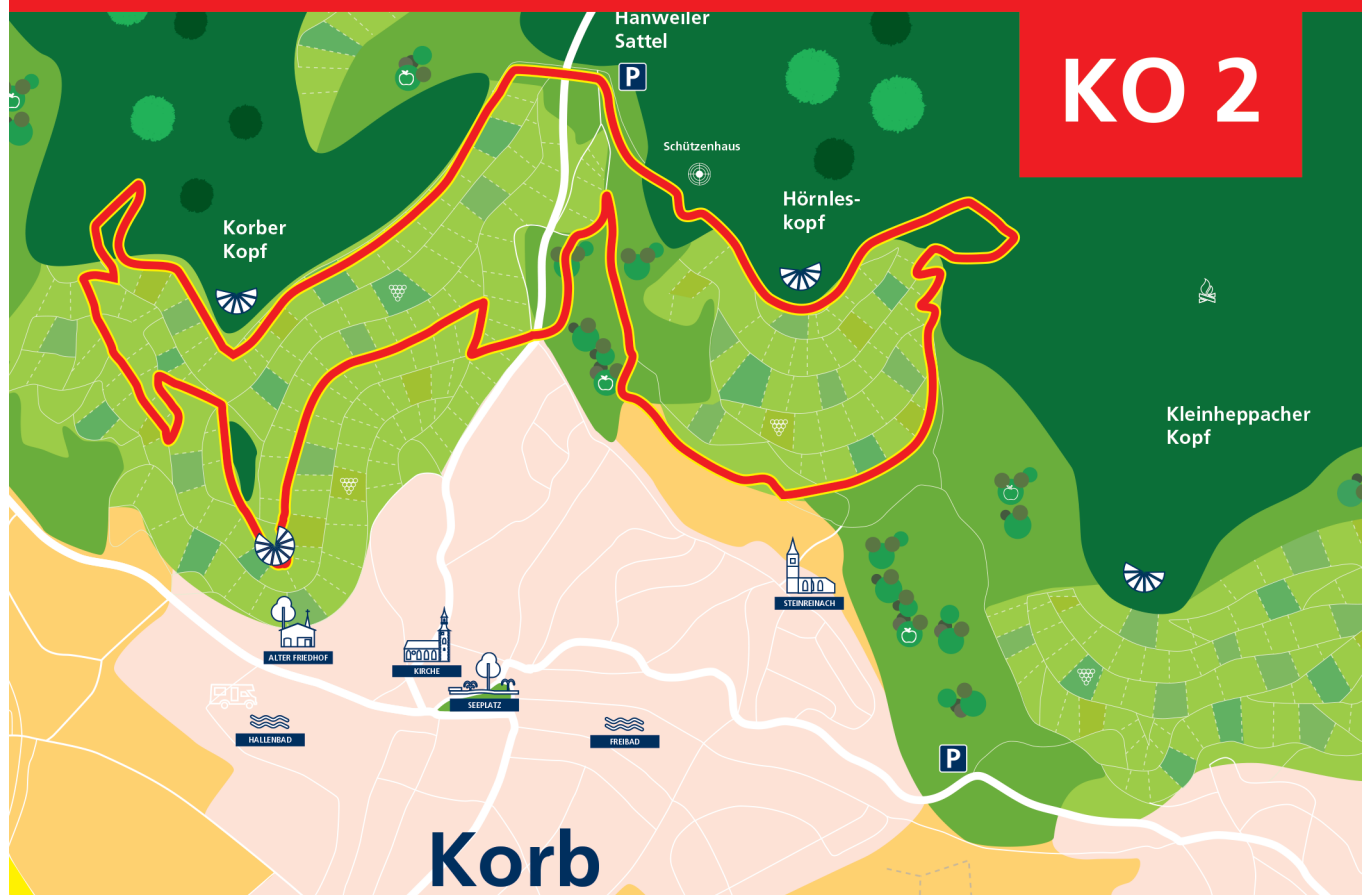 Hanweiler
Sattel
P
KO 2
Schützenhaus
Hörnles-
kopf
Korber
Kopf
Kleinheppacher
Kopf
STEINREINACH
ALTER FRIEDHOF
KIRCHE
SEEPLATZ
HALLENBAD
FREIBAD
P
Korb